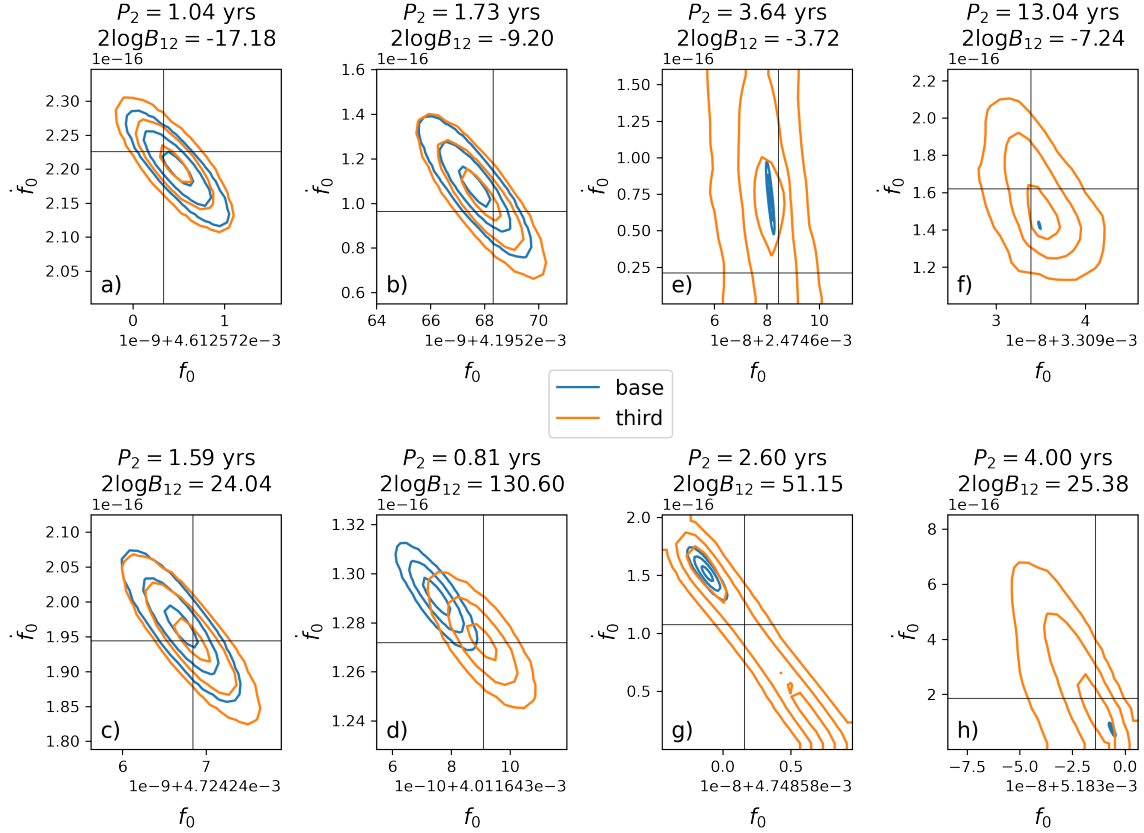 P₂ = 1.04 yrs
2logB₁₂ = -17.18
1e−16
2.30
2.25
2.20
2.15
2.10
2.05
ḟ₀
a)
0 1
1e−9+4.612572e−3
f₀
P₂ = 1.73 yrs
2logB₁₂ = -9.20
1e−16
1.6
1.4
1.2
1.0
0.8
0.6
ḟ₀
b)
64 66 68 70
1e−9+4.1952e−3
f₀
P₂ = 3.64 yrs
2logB₁₂ = -3.72
1e−16
1.50
1.25
1.00
0.75
0.50
0.25
ḟ₀
e)
6 8 10
1e−8+2.4746e−3
f₀
P₂ = 13.04 yrs
2logB₁₂ = -7.24
1e−16
2.2
2.0
1.8
1.6
1.4
1.2
ḟ₀
f)
3 4
1e−8+3.309e−3
f₀
base
third
P₂ = 1.59 yrs
2logB₁₂ = 24.04
1e−16
2.10
2.05
2.00
1.95
1.90
1.85
1.80
ḟ₀
c)
6 7
1e−9+4.72424e−3
f₀
P₂ = 0.81 yrs
2logB₁₂ = 130.60
1e−16
1.32
1.30
1.28
1.26
1.24
ḟ₀
d)
6 8 10
1e−10+4.011643e−3
f₀
P₂ = 2.60 yrs
2logB₁₂ = 51.15
1e−16
2.0
1.5
1.0
0.5
ḟ₀
g)
0.0 0.5
1e−8+4.74858e−3
f₀
P₂ = 4.00 yrs
2logB₁₂ = 25.38
1e−16
8
6
4
2
ḟ₀
h)
−7.5 −5.0 −2.5 0.0
1e−8+5.183e−3
f₀